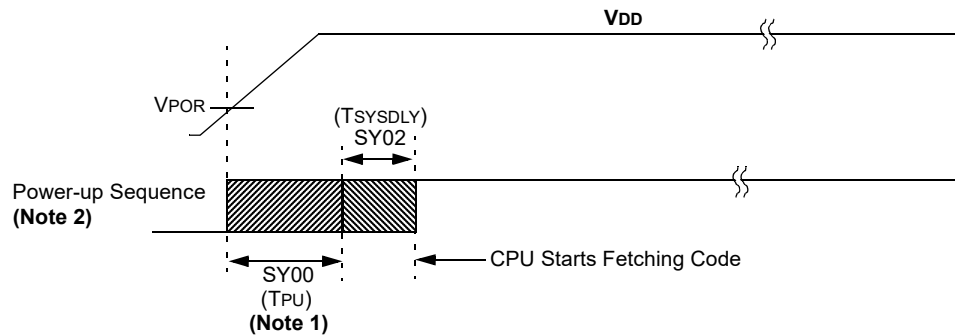 VDD
VPOR
(TSYSDLY)
SY02
Power-up Sequence
(Note 2)
CPU Starts Fetching Code
SY00
(TPU)
(Note 1)